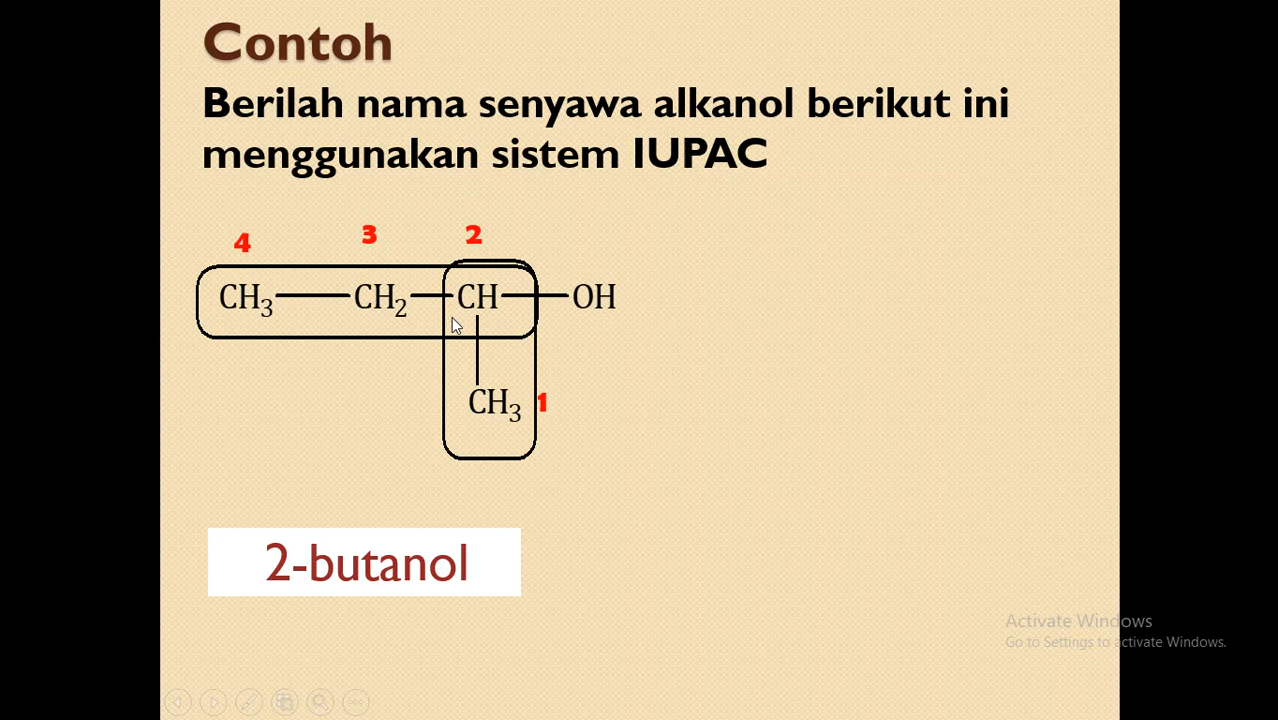 Contoh
Berilah nama senyawa alkanol berikut ini
menggunakan sistem IUPAC
4 3 2
CH₃ CH₂ CH OH
CH₃ 1
2-butanol
Activate Windows
Go to Settings to activate Windows.